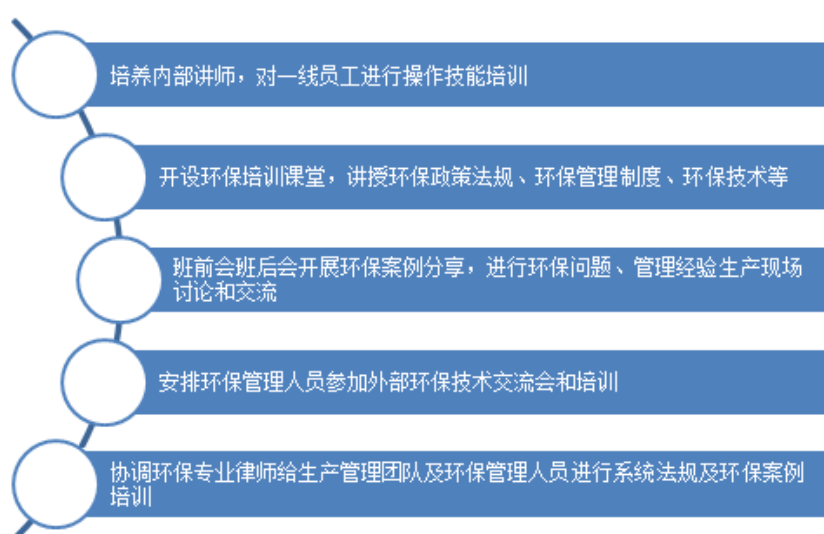 培养内部讲师，对一线员工进行操作技能培训
开设环保培训课堂，讲授环保政策法规、环保管理制度、环保技术等
班前会班后会开展环保案例分享，进行环保问题、管理经验生产现场
讨论和交流
安排环保管理人员参加外部环保技术交流会和培训
协调环保专业律师给生产管理团队及环保管理人员进行系统法规及环保案例
培训